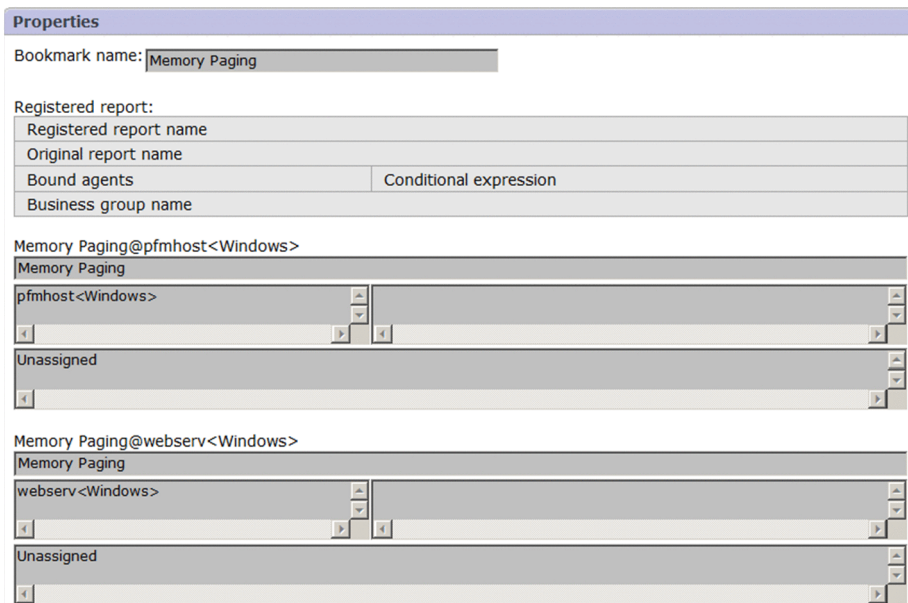 Properties
Bookmark name: Memory Paging
Registered report:
Registered report name
Original report name
Bound agents Conditional expression
Business group name
Memory Paging@pfmhost<Windows>
Memory Paging
pfmhost<Windows>
Unassigned
Memory Paging@webserv<Windows>
Memory Paging
webserv<Windows>
Unassigned